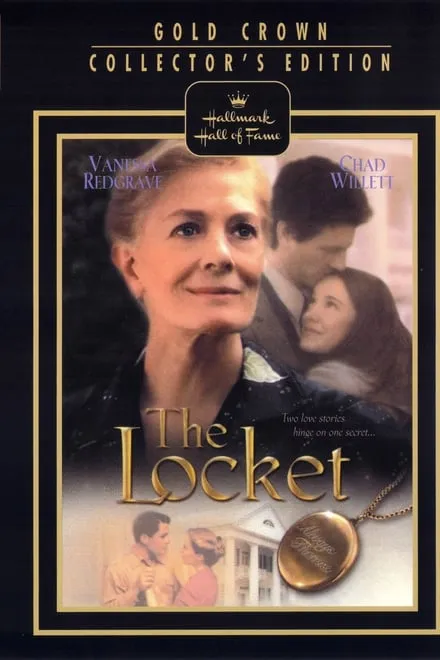 GOLD CROWN
COLLECTOR'S EDITION
Hallmark
Hall of Fame
VANESSA
REDGRAVE
CHAD
WILLETT
Two love stories
hinge on one secret...
The
Locket
Always